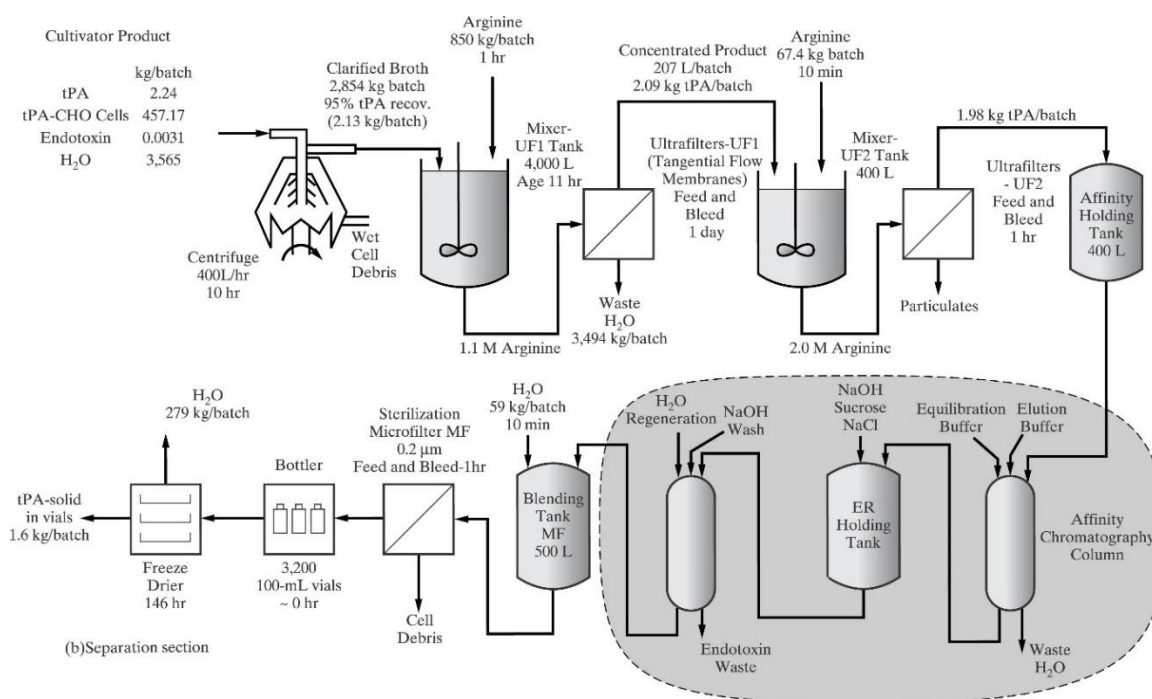 Cultivator Product
kg/batch
tPA 2.24
tPA-CHO Cells 457.17
Endotoxin 0.0031
H₂O 3,565
Centrifuge
400L/hr
10 hr
Wet
Cell
Debris
Clarified Broth
2,854 kg batch
95% tPA recov.
(2.13 kg/batch)
Arginine
850 kg/batch
1 hr
Mixer-
UF1 Tank
4,000 L
Age 11 hr
1.1 M Arginine
Waste
H₂O
3,494 kg/batch
Concentrated Product
207 L/batch
2.09 kg tPA/batch
Ultrafilters-UF1
(Tangential Flow
Membranes)
Feed and
Bleed
1 day
Arginine
67.4 kg batch
10 min
Mixer-
UF2 Tank
400 L
2.0 M Arginine
Particulates
1.98 kg tPA/batch
Ultrafilters
- UF2
Feed and
Bleed
1 hr
Affinity
Holding
Tank
400 L
H₂O
279 kg/batch
tPA-solid
in vials
1.6 kg/batch
Freeze
Drier
146 hr
Bottler
3,200
100-mL vials
~ 0 hr
Sterilization
Microfilter MF
0.2 μm
Feed and Bleed-1hr
Cell
Debris
H₂O
59 kg/batch
10 min
Blending
Tank
MF
500 L
H₂O
Regeneration
NaOH
Wash
Endotoxin
Waste
NaOH
Sucrose
NaCl
ER
Holding
Tank
Equilibration
Buffer
Elution
Buffer
Affinity
Chromatography
Column
Waste
H₂O
(b)Separation section